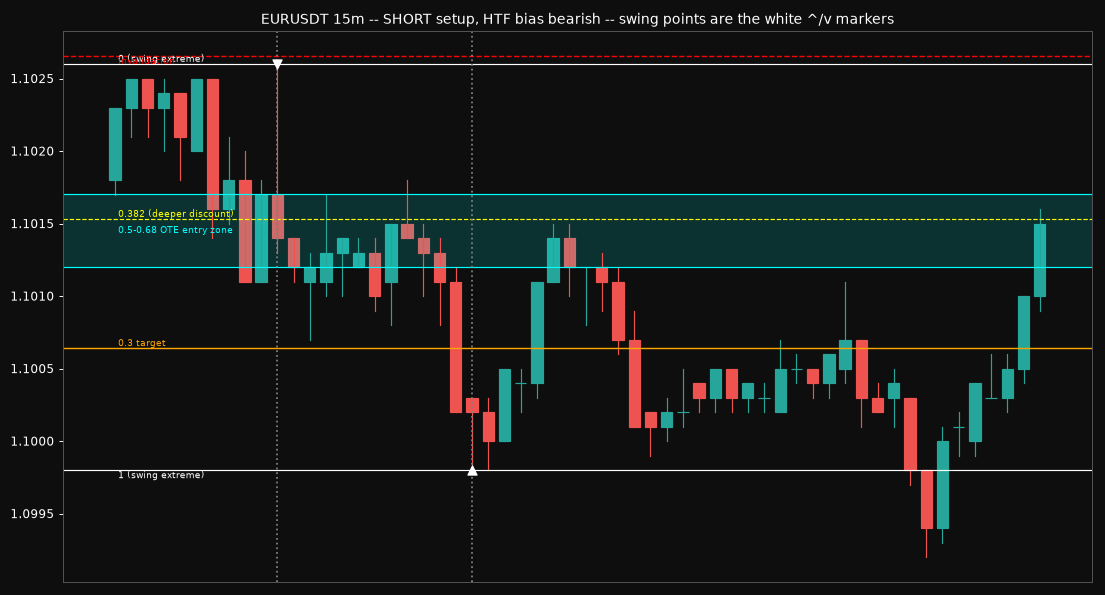 EURUSDT 15m -- SHORT setup, HTF bias bearish -- swing points are the white ^/v markers
0 (swing extreme)
1.1025
1.1020
0.382 (deeper discount)
1.1015
0.5-0.68 OTE entry zone
1.1010
0.3 target
1.1005
1.1000
1 (swing extreme)
1.0995